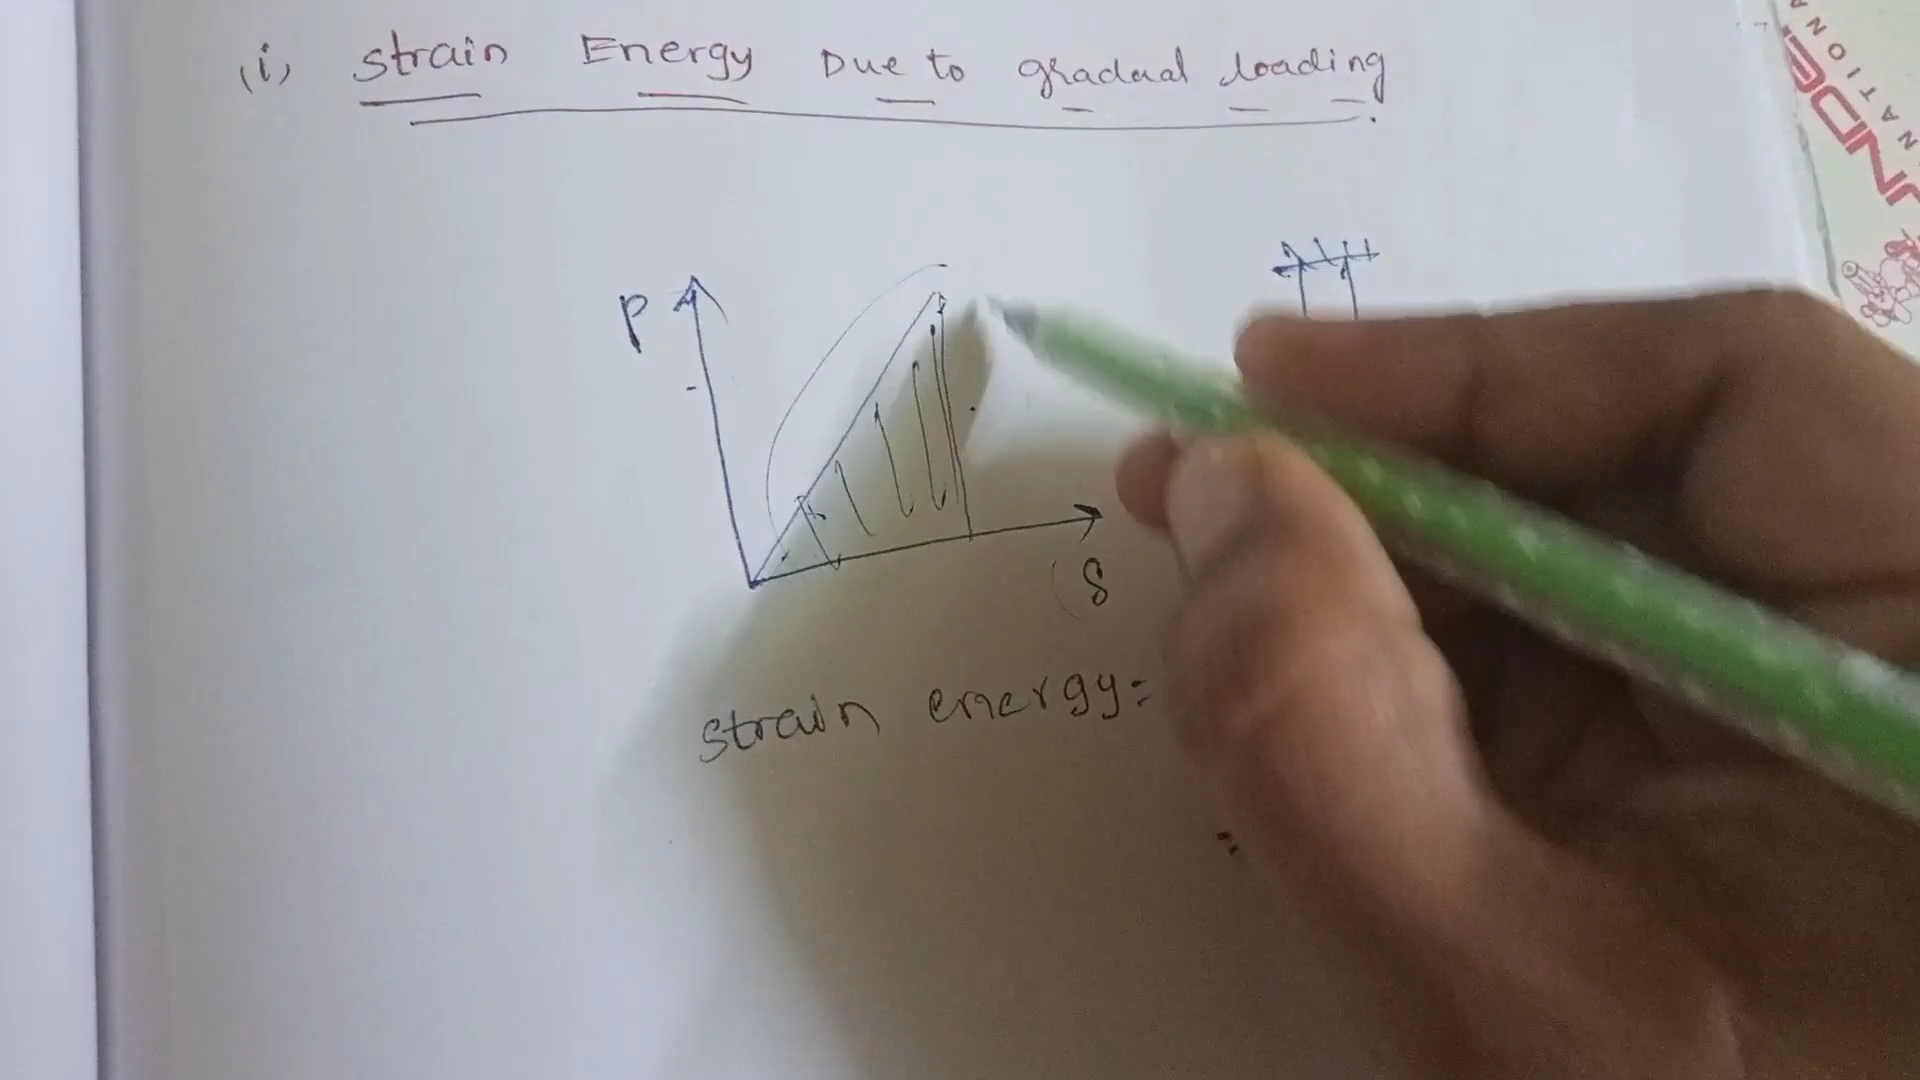 (i) Strain Energy Due to gradual loading
P
δ
strain energy=